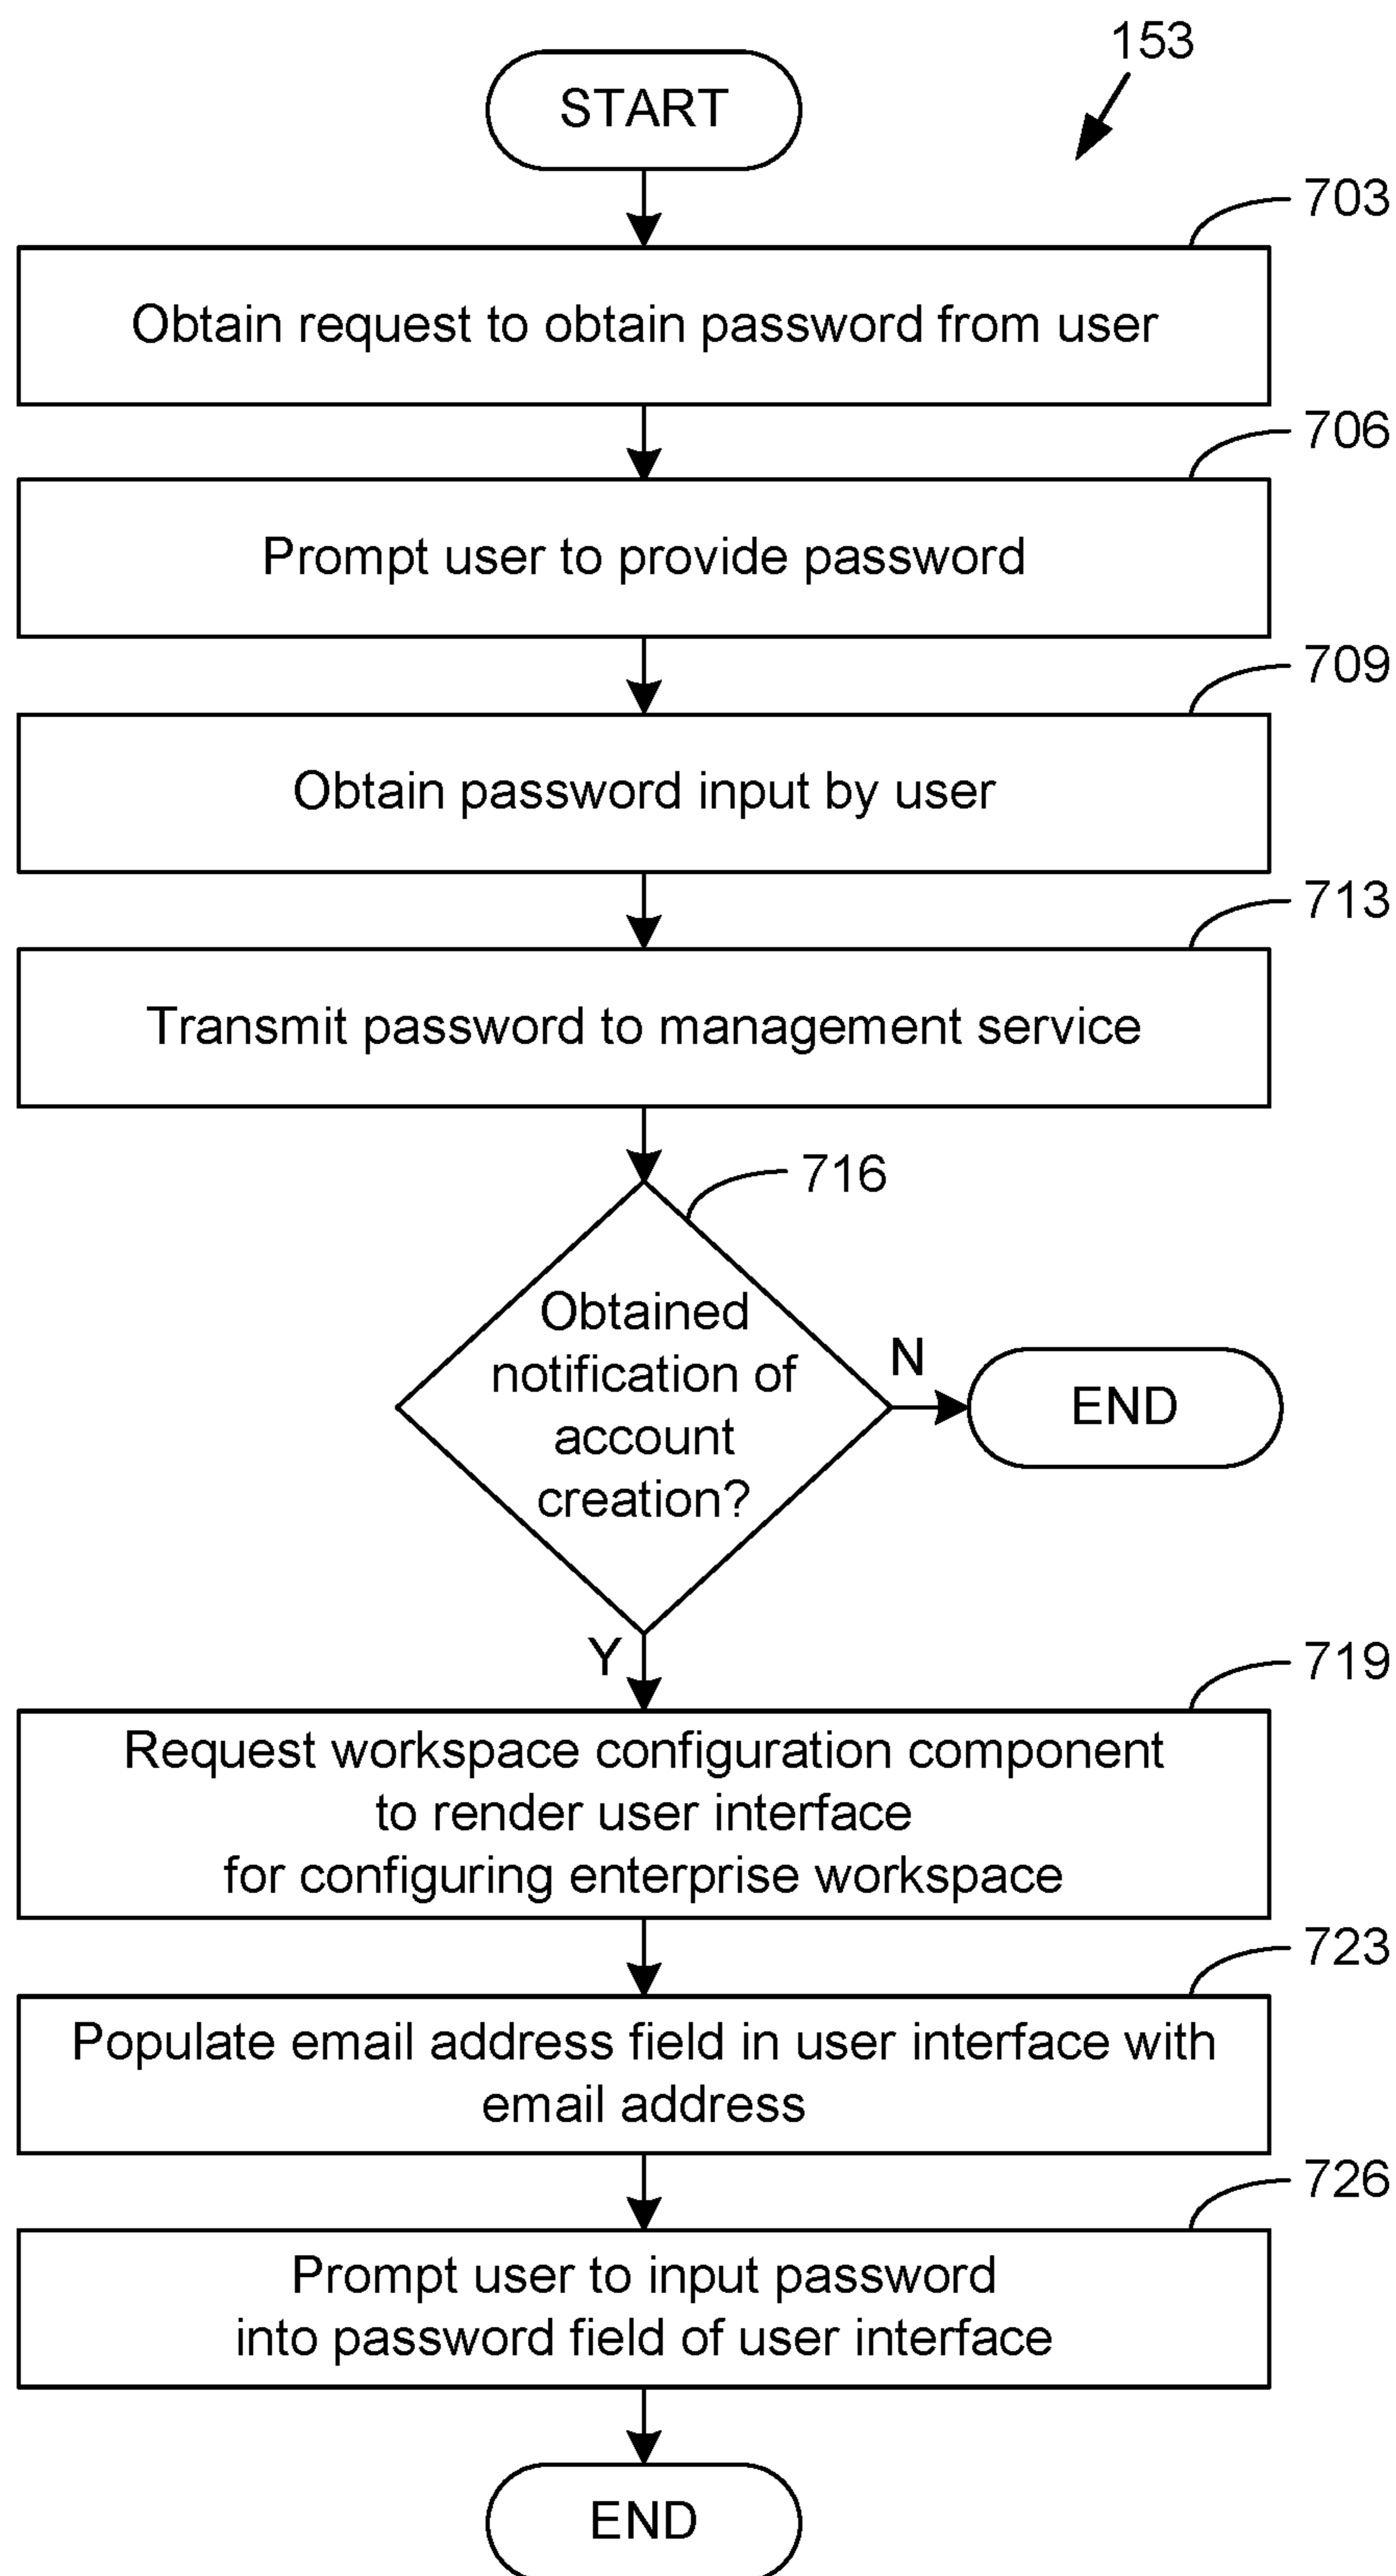 153
START
703
Obtain request to obtain password from user
706
Prompt user to provide password
709
Obtain password input by user
713
Transmit password to management service
716
Obtained
notification of
account
creation?
N
END
Y
719
Request workspace configuration component
to render user interface
for configuring enterprise workspace
723
Populate email address field in user interface with
email address
726
Prompt user to input password
into password field of user interface
END